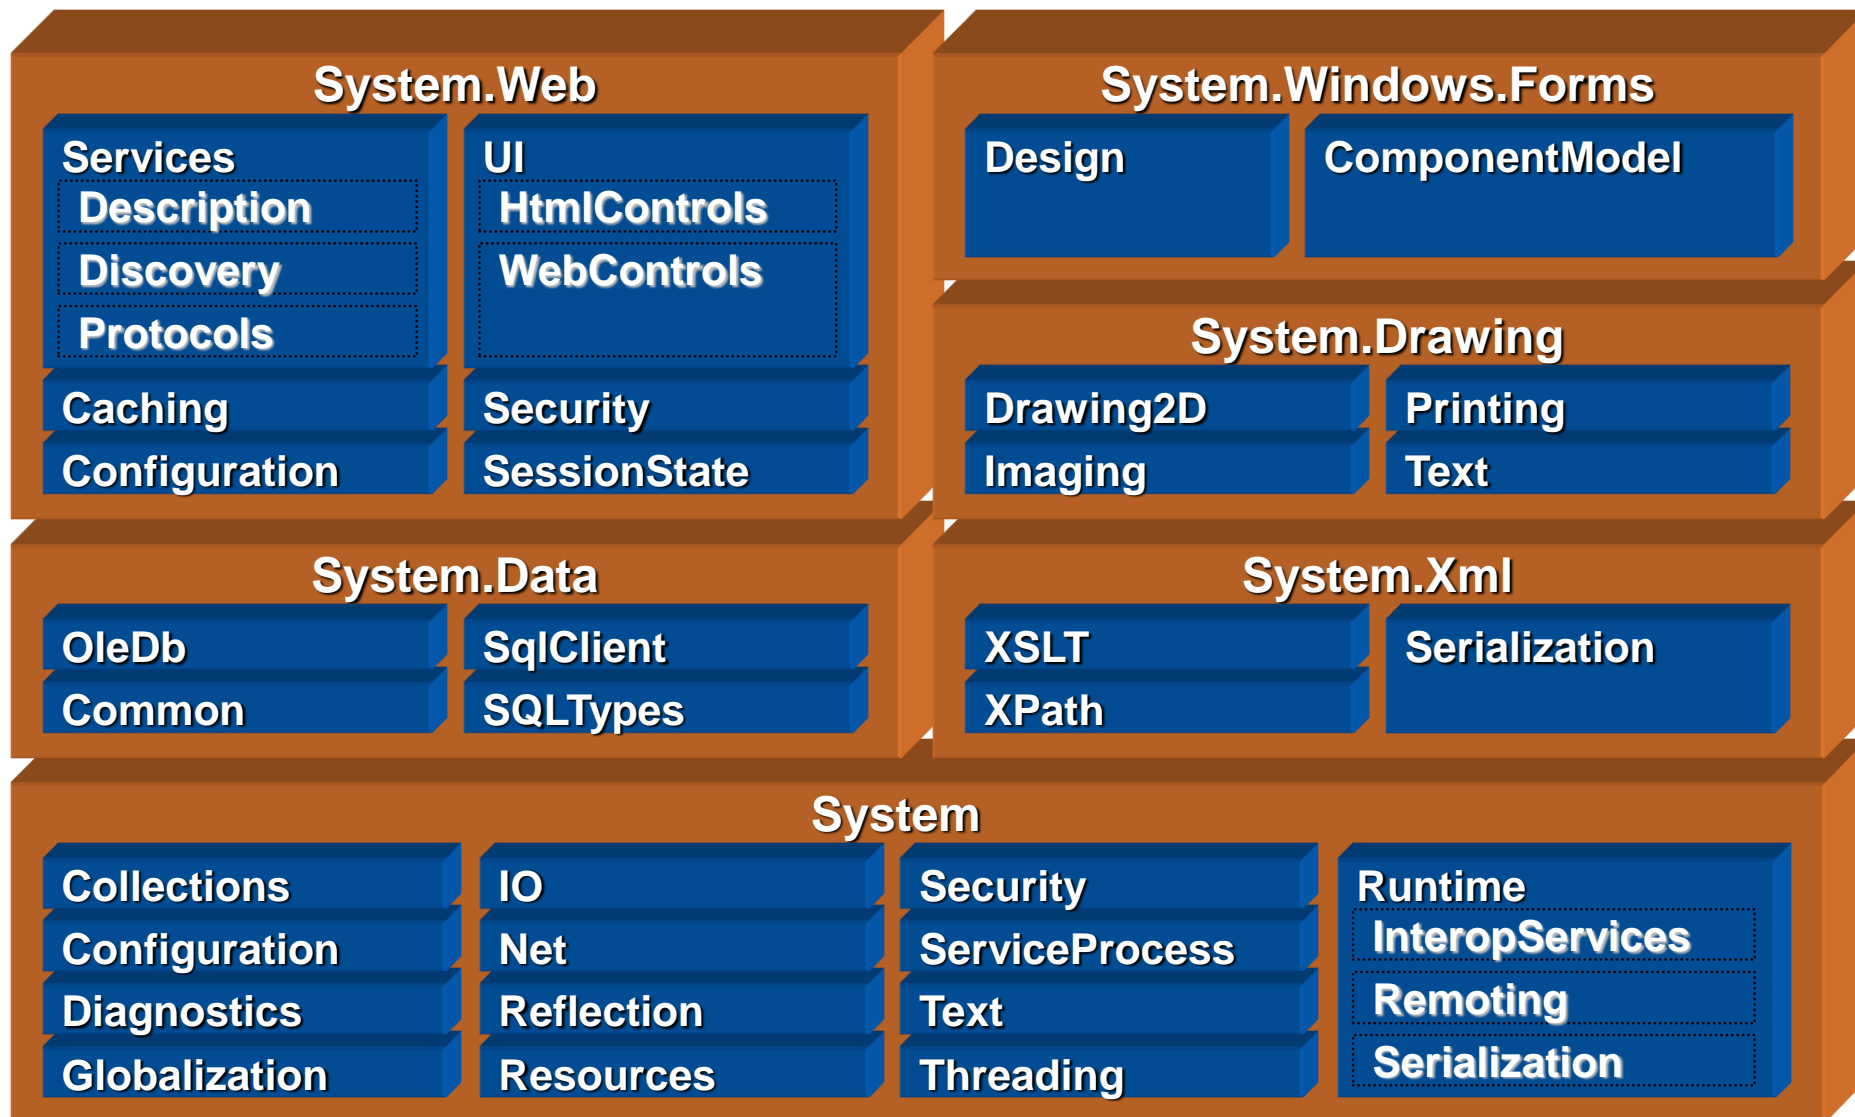 System.Web
Services
Description
Discovery
Protocols
UI
HtmlControls
WebControls
Caching
Security
Configuration
SessionState
System.Windows.Forms
Design
ComponentModel
System.Drawing
Drawing2D
Printing
Imaging
Text
System.Data
OleDb
SqlClient
Common
SQLTypes
System.Xml
XSLT
Serialization
XPath
System
Collections
Configuration
Diagnostics
Globalization
IO
Net
Reflection
Resources
Security
ServiceProcess
Text
Threading
Runtime
InteropServices
Remoting
Serialization